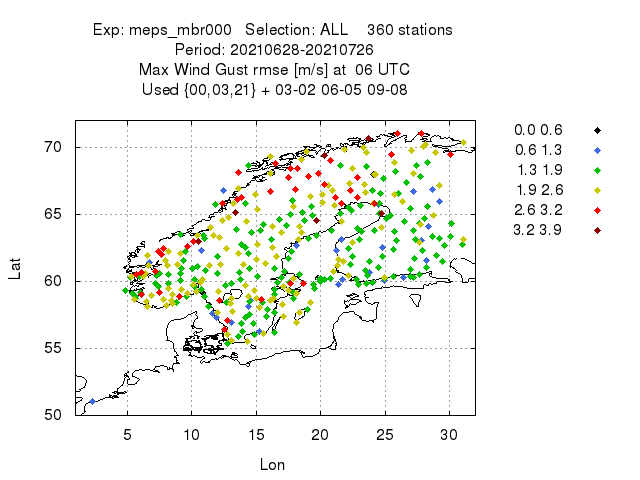 Exp: meps_mbr000 Selection: ALL 360 stations
Period: 20210628-20210726
Max Wind Gust rmse [m/s] at 06 UTC
Used {00,03,21} + 03-02 06-05 09-08
0.0 0.6
0.6 1.3
1.3 1.9
1.9 2.6
2.6 3.2
3.2 3.9
70
65
60
55
50
Lat
5 10 15 20 25 30
Lon